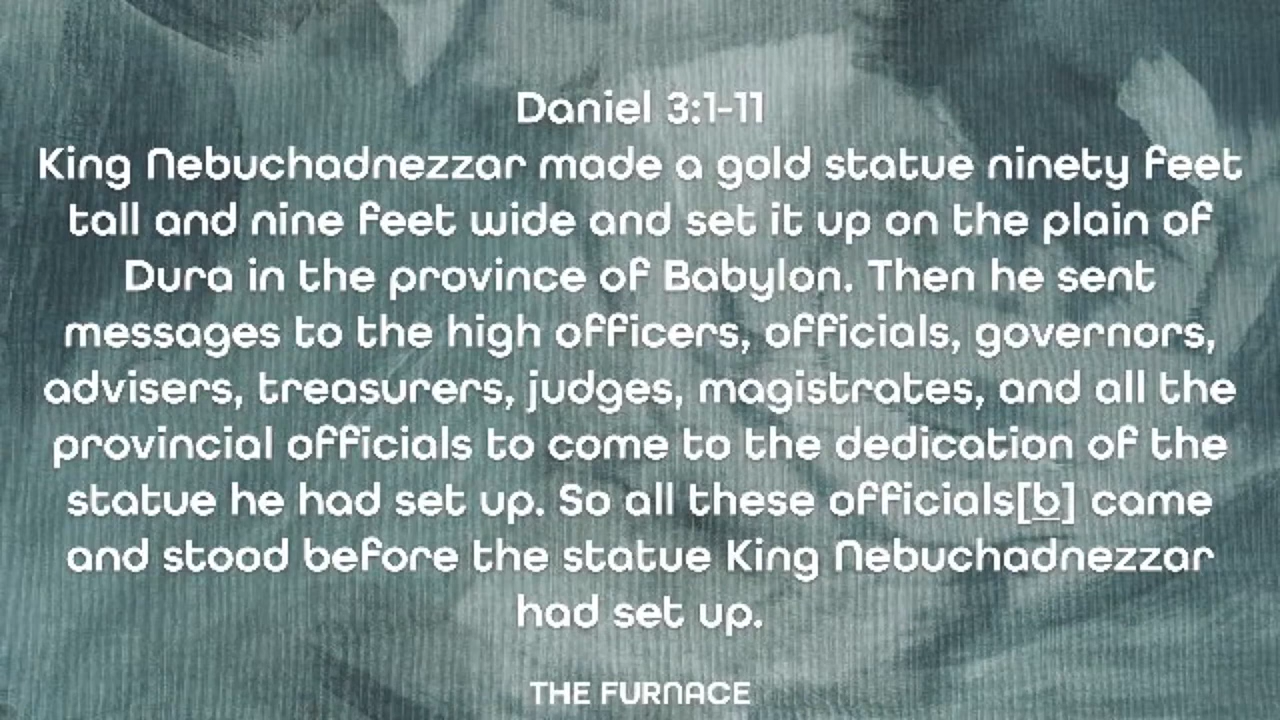 Daniel 3:1-11
King Nebuchadnezzar made a gold statue ninety feet
tall and nine feet wide and set it up on the plain of
Dura in the province of Babylon. Then he sent
messages to the high officers, officials, governors,
advisers, treasurers, judges, magistrates, and all the
provincial officials to come to the dedication of the
statue he had set up. So all these officials[b] came
and stood before the statue King Nebuchadnezzar
had set up.
THE FURNACE